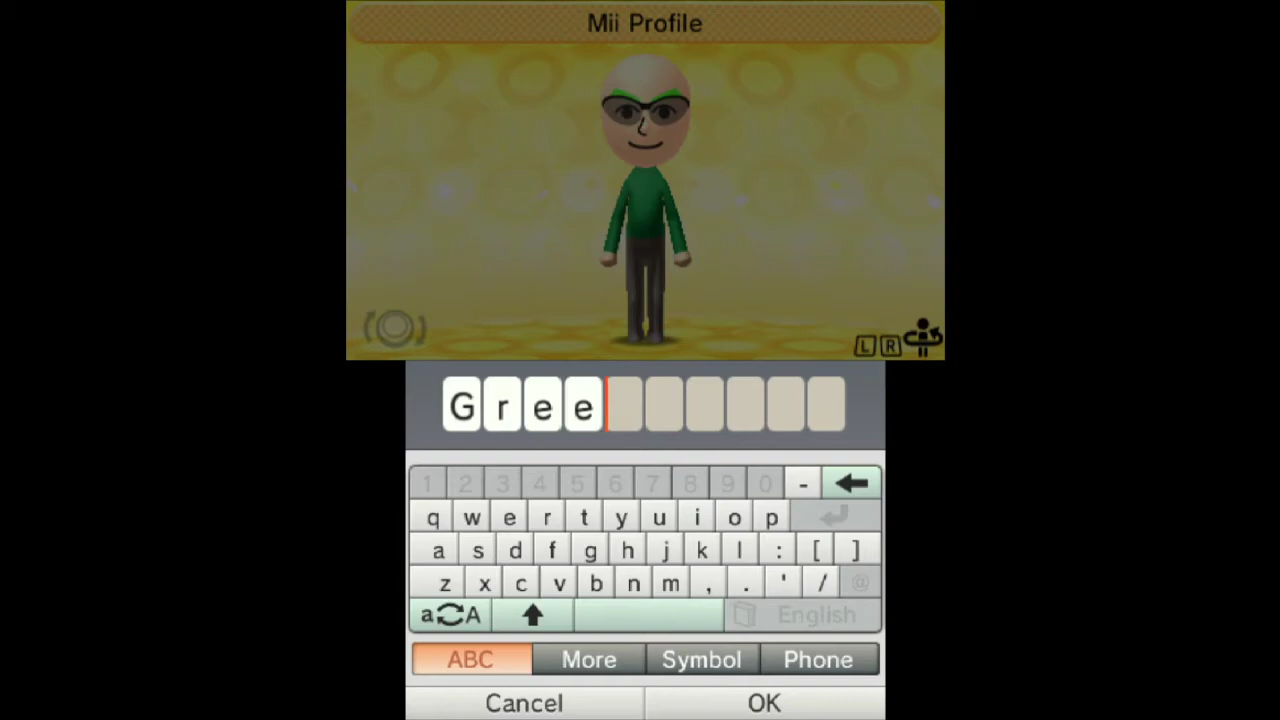 Mii Profile
L R
Gree
1 2 3 4 5 6 7 8 9 0 -
q w e r t y u i o p
a s d f g h j k l : [ ]
z x c v b n m , . ' / @
a A English
ABC More Symbol Phone
Cancel OK